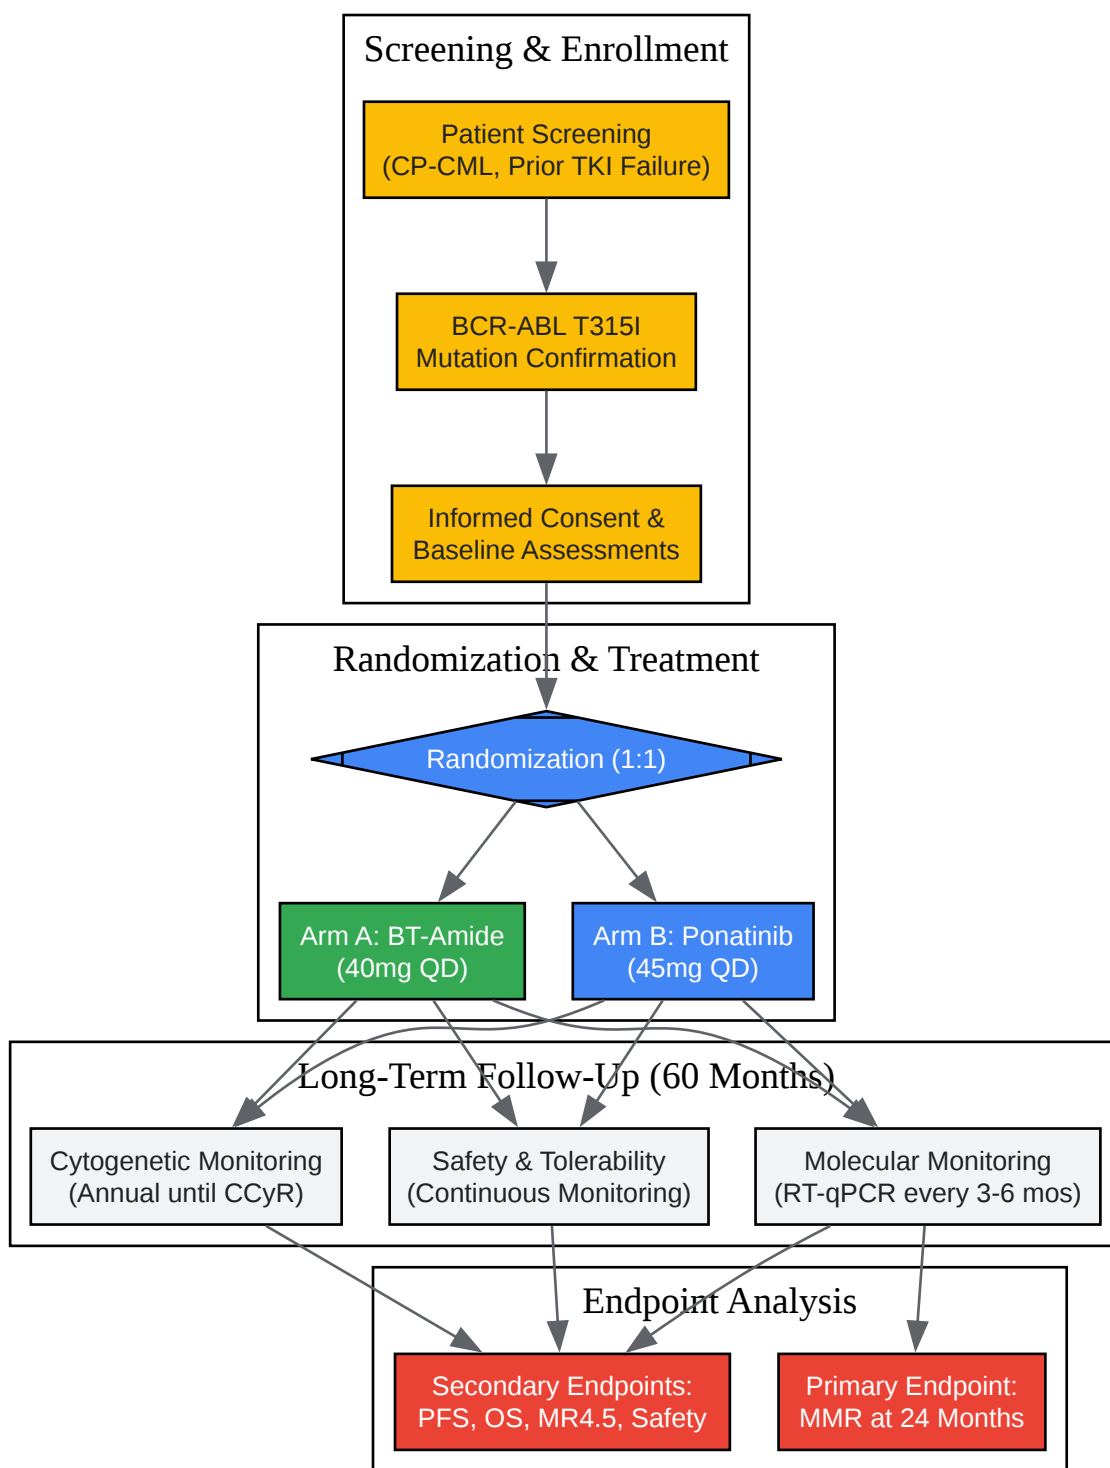 Screening & Enrollment
Patient Screening
(CP-CML, Prior TKI Failure)
BCR-ABL T315I
Mutation Confirmation
Informed Consent &
Baseline Assessments
Randomization & Treatment
Randomization (1:1)
Arm A: BT-Amide
(40mg QD)
Arm B: Ponatinib
(45mg QD)
Long-Term Follow-Up (60 Months)
Cytogenetic Monitoring
(Annual until CCyR)
Safety & Tolerability
(Continuous Monitoring)
Molecular Monitoring
(RT-qPCR every 3-6 mos)
Endpoint Analysis
Secondary Endpoints:
PFS, OS, MR4.5, Safety
Primary Endpoint:
MMR at 24 Months